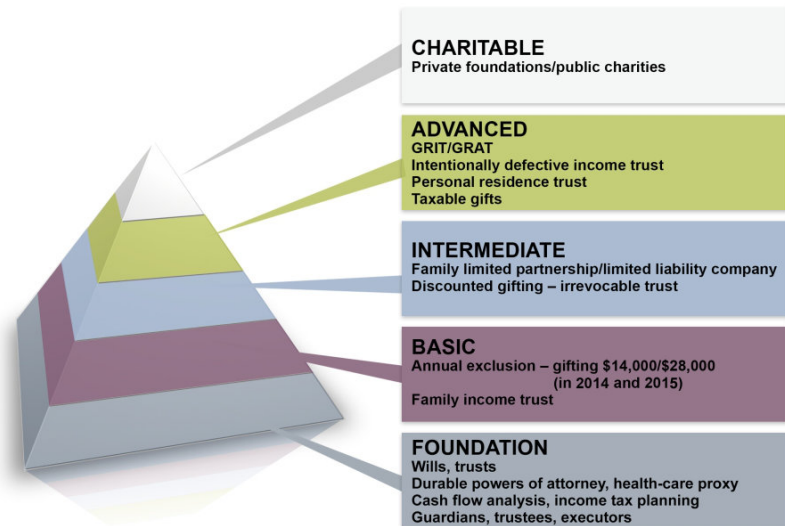 CHARITABLE
Private foundations/public charities
ADVANCED
GRIT/GRAT
Intentionally defective income trust
Personal residence trust
Taxable gifts
INTERMEDIATE
Family limited partnership/limited liability company
Discounted gifting – irrevocable trust
BASIC
Annual exclusion – gifting $14,000/$28,000
(in 2014 and 2015)
Family income trust
FOUNDATION
Wills, trusts
Durable powers of attorney, health-care proxy
Cash flow analysis, income tax planning
Guardians, trustees, executors